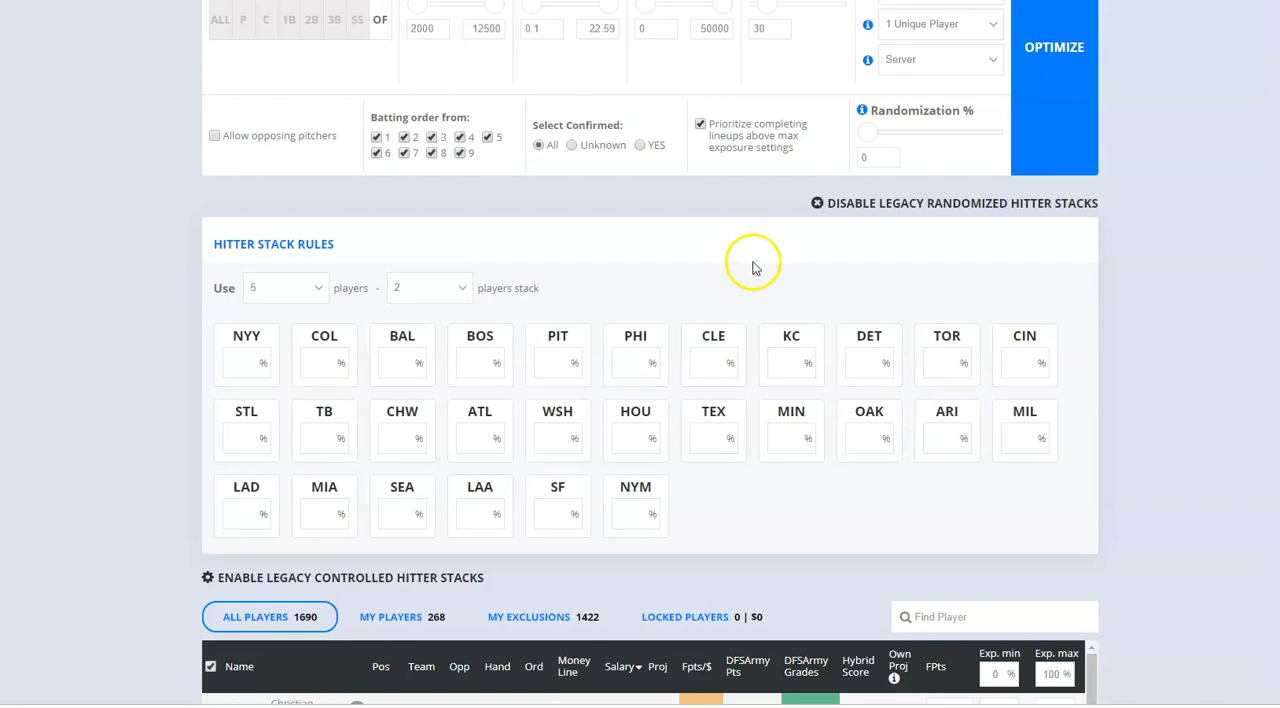 ALL P C 1B 2B 3B SS OF
2000 12500 0.1 22.59 0 50000 30
1 Unique Player
Server
OPTIMIZE
Allow opposing pitchers
Batting order from:
1 2 3 4 5
6 7 8 9
Select Confirmed:
All Unknown YES
Prioritize completing
lineups above max
exposure settings
Randomization %
0
DISABLE LEGACY RANDOMIZED HITTER STACKS
HITTER STACK RULES
Use 5 players - 2 players stack
NYY COL BAL BOS PIT PHI CLE KC DET TOR CIN
% % % % % % % % % % %
STL TB CHW ATL WSH HOU TEX MIN OAK ARI MIL
% % % % % % % % % % %
LAD MIA SEA LAA SF NYM
% % % % % %
ENABLE LEGACY CONTROLLED HITTER STACKS
ALL PLAYERS 1690 MY PLAYERS 268 MY EXCLUSIONS 1422 LOCKED PLAYERS 0 | $0 Find Player
Name Pos Team Opp Hand Ord Money Line Salary Proj Fpts/$ DFSArmy Pts DFSArmy Grades Hybrid Score Own Proj FPts Exp. min Exp. max
0 % 100 %
Christian